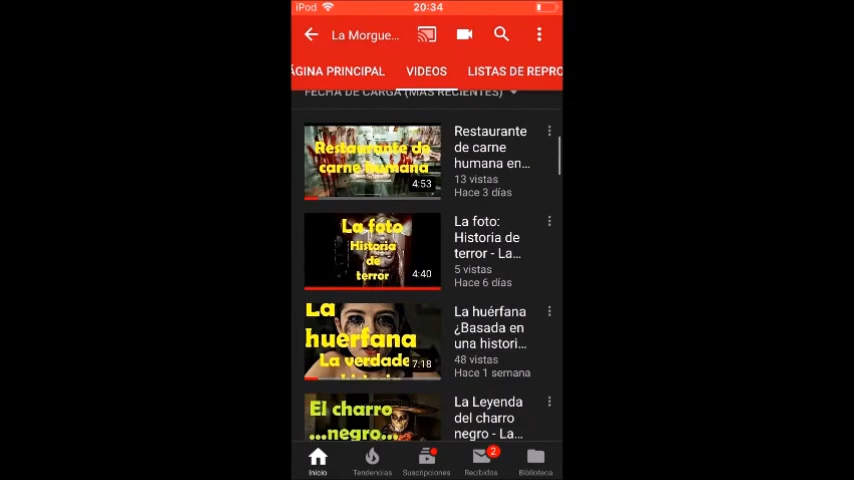 iPod 20:34
La Morgue...
ÁGINA PRINCIPAL VIDEOS LISTAS DE REPRO
FECHA DE CARGA (MÁS RECIENTES)
Restaurante de
carne humana
4:53
Restaurante
de carne
humana en...
13 vistas
Hace 3 días
La foto
Historia
de
terror
4:40
La foto:
Historia de
terror - La...
5 vistas
Hace 6 días
La
huerfana
La verdade
historia
7:18
La huérfana
¿Basada en
una histori...
48 vistas
Hace 1 semana
El charro
...negro...
La Leyenda
del charro
negro - La...
Inicio Tendencias Suscripciones Recibidos Biblioteca
2